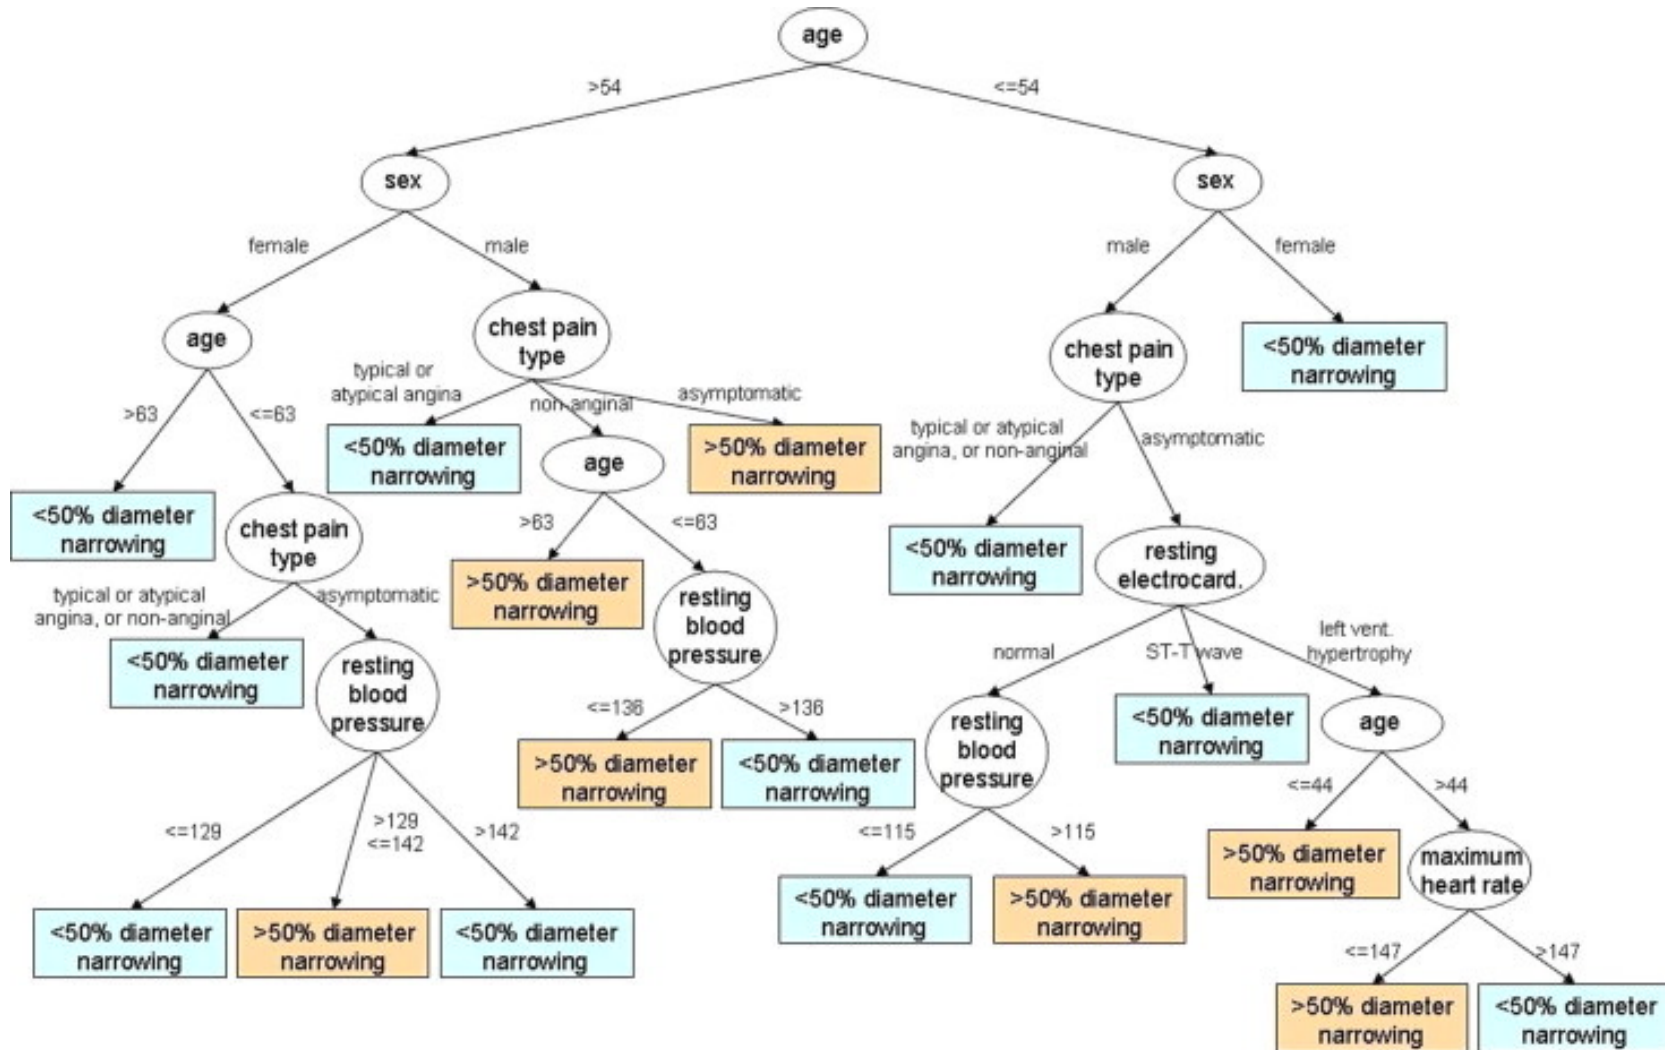 age
>54
<=54
sex
sex
female
male
male
female
age
chest pain
type
chest pain
type
<50% diameter
narrowing
>63
<=63
typical or
atypical angina
non-anginal
asymptomatic
typical or atypical
angina, or non-anginal
asymptomatic
<50% diameter
narrowing
chest pain
type
<50% diameter
narrowing
age
>50% diameter
narrowing
<50% diameter
narrowing
resting
electrocard.
>63
<=63
typical or atypical
angina, or non-anginal
asymptomatic
>50% diameter
narrowing
resting
blood
pressure
normal
ST-T wave
left vent.
hypertrophy
<50% diameter
narrowing
resting
blood
pressure
<=136
>136
resting
blood
pressure
<50% diameter
narrowing
age
>50% diameter
narrowing
<50% diameter
narrowing
<=44
>44
<=129
>129
<=142
>142
<=115
>115
>50% diameter
narrowing
maximum
heart rate
<50% diameter
narrowing
>50% diameter
narrowing
<50% diameter
narrowing
<50% diameter
narrowing
>50% diameter
narrowing
<=147
>147
>50% diameter
narrowing
<50% diameter
narrowing